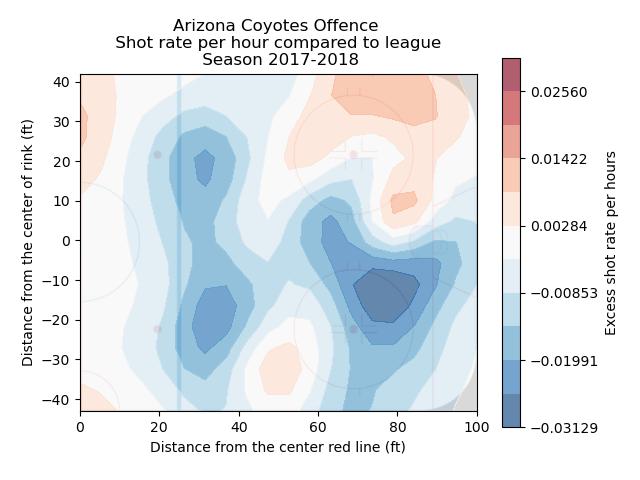 Arizona Coyotes Offence
Shot rate per hour compared to league
Season 2017-2018
40
30
20
10
0
−10
−20
−30
−40
Distance from the center of rink (ft)
0 20 40 60 80 100
Distance from the center red line (ft)
0.02560
0.01422
0.00284
−0.00853
−0.01991
−0.03129
Excess shot rate per hours